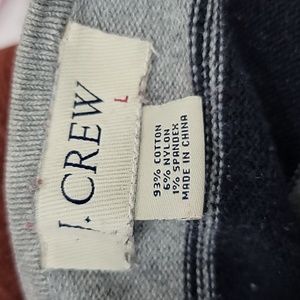 J. CREW
L
93% COTTON
6% NYLON
1% SPANDEX
MADE IN CHINA